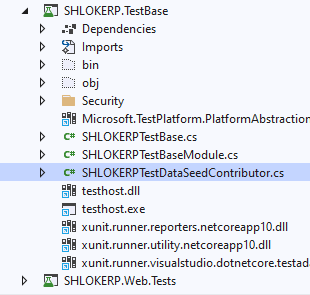 SHLOKERP.TestBase
Dependencies
Imports
bin
obj
Security
Microsoft.TestPlatform.PlatformAbstraction
C# SHLOKERPTestBase.cs
C# SHLOKERPTestBaseModule.cs
C# SHLOKERPTestDataSeedContributor.cs
testhost.dll
testhost.exe
xunit.runner.reporters.netcoreapp10.dll
xunit.runner.utility.netcoreapp10.dll
xunit.runner.visualstudio.dotnetcore.testada
SHLOKERP.Web.Tests